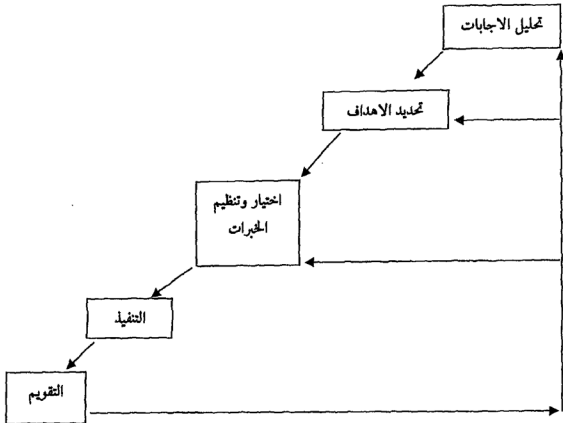 تحليل الاجابات
تحديد الاهداف
اختيار وتنظيم
الخبرات
التنفيذ
التقويم